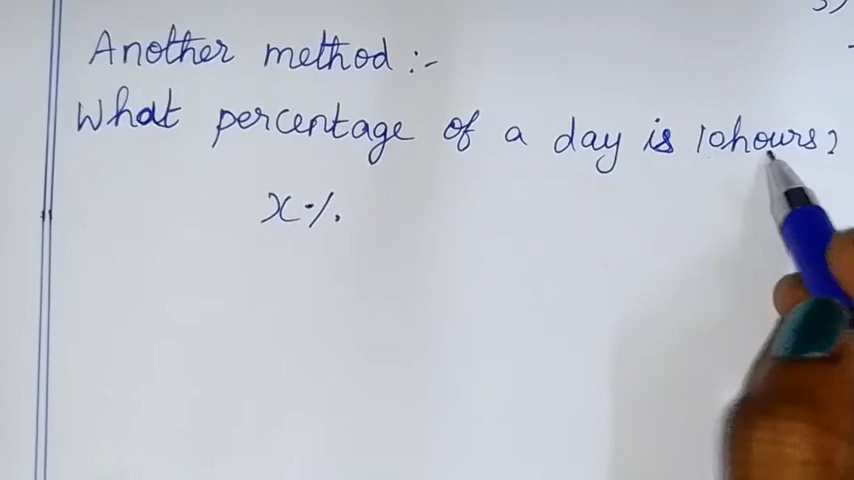 Another method :-
What percentage of a day is 10hours?
x%